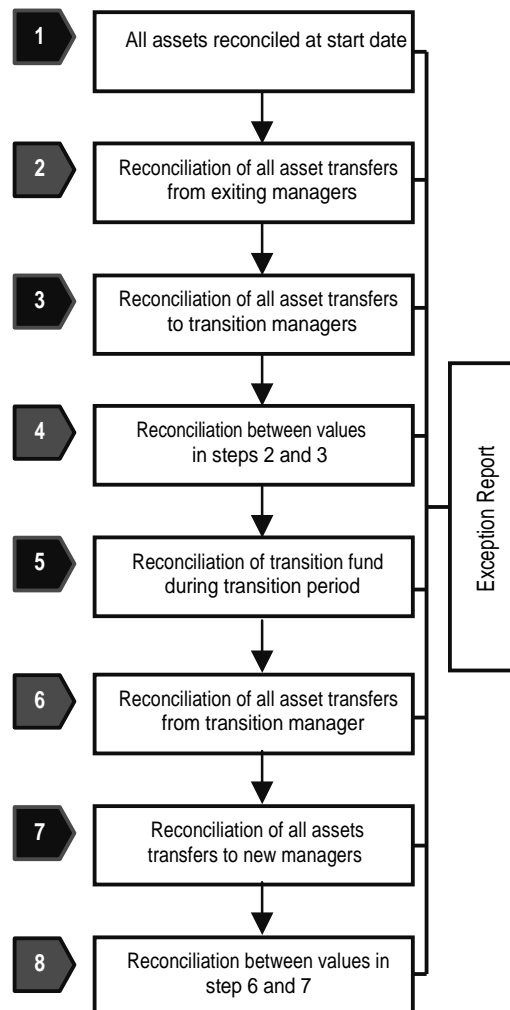 1
All assets reconciled at start date
2
Reconciliation of all asset transfers
from exiting managers
3
Reconciliation of all asset transfers
to transition managers
4
Reconciliation between values
in steps 2 and 3
5
Reconciliation of transition fund
during transition period
6
Reconciliation of all asset transfers
from transition manager
7
Reconciliation of all assets
transfers to new managers
8
Reconciliation between values in
step 6 and 7
Exception Report